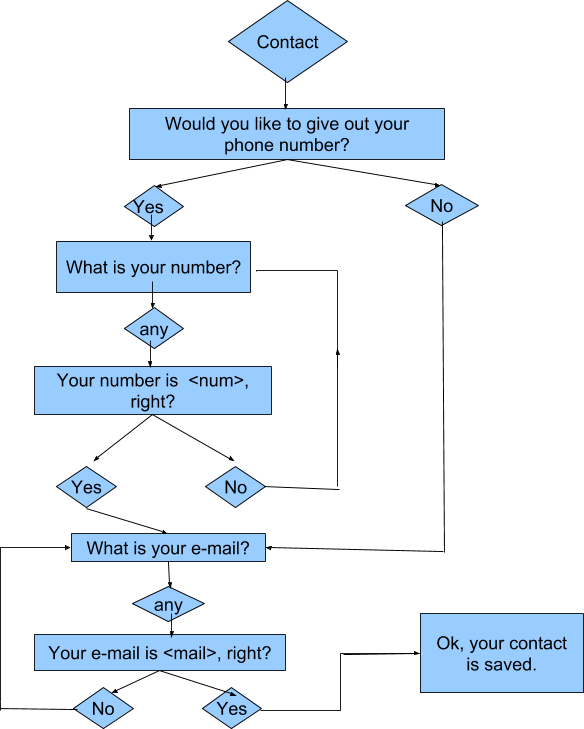 Contact
Would you like to give out your
phone number?
Yes
No
What is your number?
any
Your number is <num>,
right?
Yes
No
What is your e-mail?
any
Your e-mail is <mail>, right?
Ok, your contact
is saved.
No
Yes